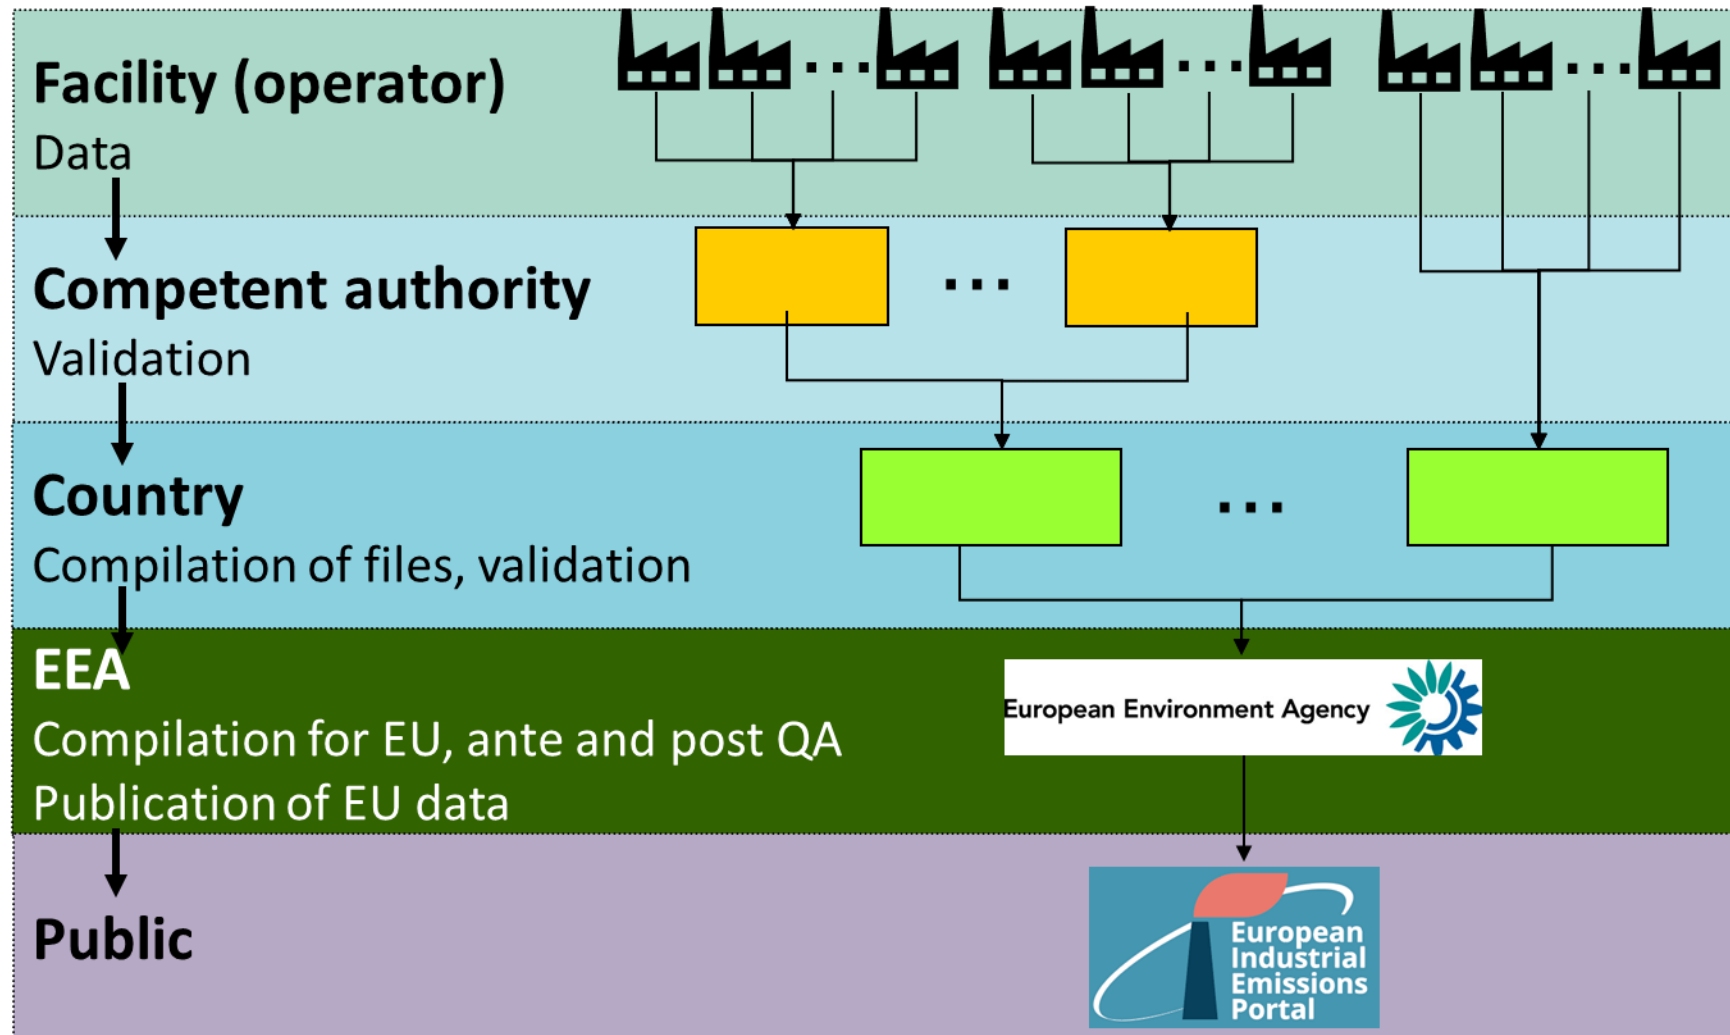 Facility (operator)
Data
Competent authority
Validation
Country
Compilation of files, validation
EEA
Compilation for EU, ante and post QA
Publication of EU data
European Environment Agency
Public
European
Industrial
Emissions
Portal